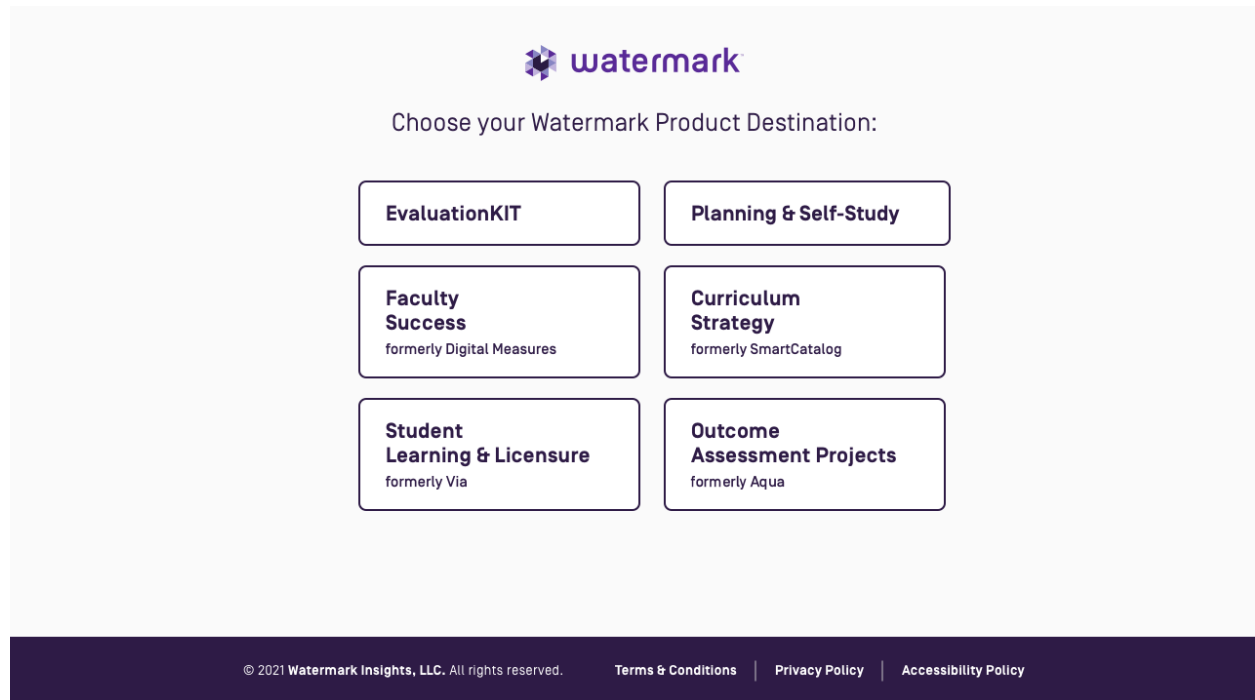 watermark
Choose your Watermark Product Destination:
EvaluationKIT
Planning & Self-Study
Faculty
Success
formerly Digital Measures
Curriculum
Strategy
formerly SmartCatalog
Student
Learning & Licensure
formerly Via
Outcome
Assessment Projects
formerly Aqua
© 2021 Watermark Insights, LLC. All rights reserved. Terms & Conditions | Privacy Policy | Accessibility Policy